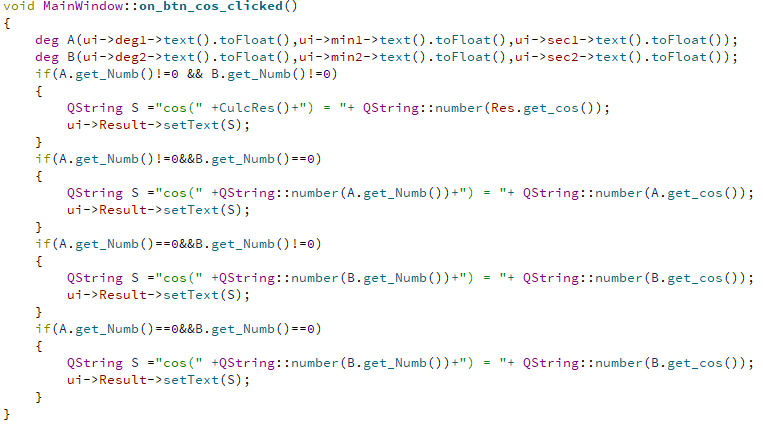 void MainWindow::on_btn_cos_clicked()
{
    deg A(ui->deg1->text().toFloat(),ui->min1->text().toFloat(),ui->sec1->text().toFloat());
    deg B(ui->deg2->text().toFloat(),ui->min2->text().toFloat(),ui->sec2->text().toFloat());
    if(A.get_Numb()!=0 && B.get_Numb()!=0)
    {
        QString S ="cos(" +CulcRes()+") = "+ QString::number(Res.get_cos());
        ui->Result->setText(S);
    }
    if(A.get_Numb()!=0&&B.get_Numb()==0)
    {
        QString S ="cos(" +QString::number(A.get_Numb())+") = "+ QString::number(A.get_cos());
        ui->Result->setText(S);
    }
    if(A.get_Numb()==0&&B.get_Numb()!=0)
    {
        QString S ="cos(" +QString::number(B.get_Numb())+") = "+ QString::number(B.get_cos());
        ui->Result->setText(S);
    }
    if(A.get_Numb()==0&&B.get_Numb()==0)
    {
        QString S ="cos(" +QString::number(B.get_Numb())+") = "+ QString::number(B.get_cos());
        ui->Result->setText(S);
    }
}